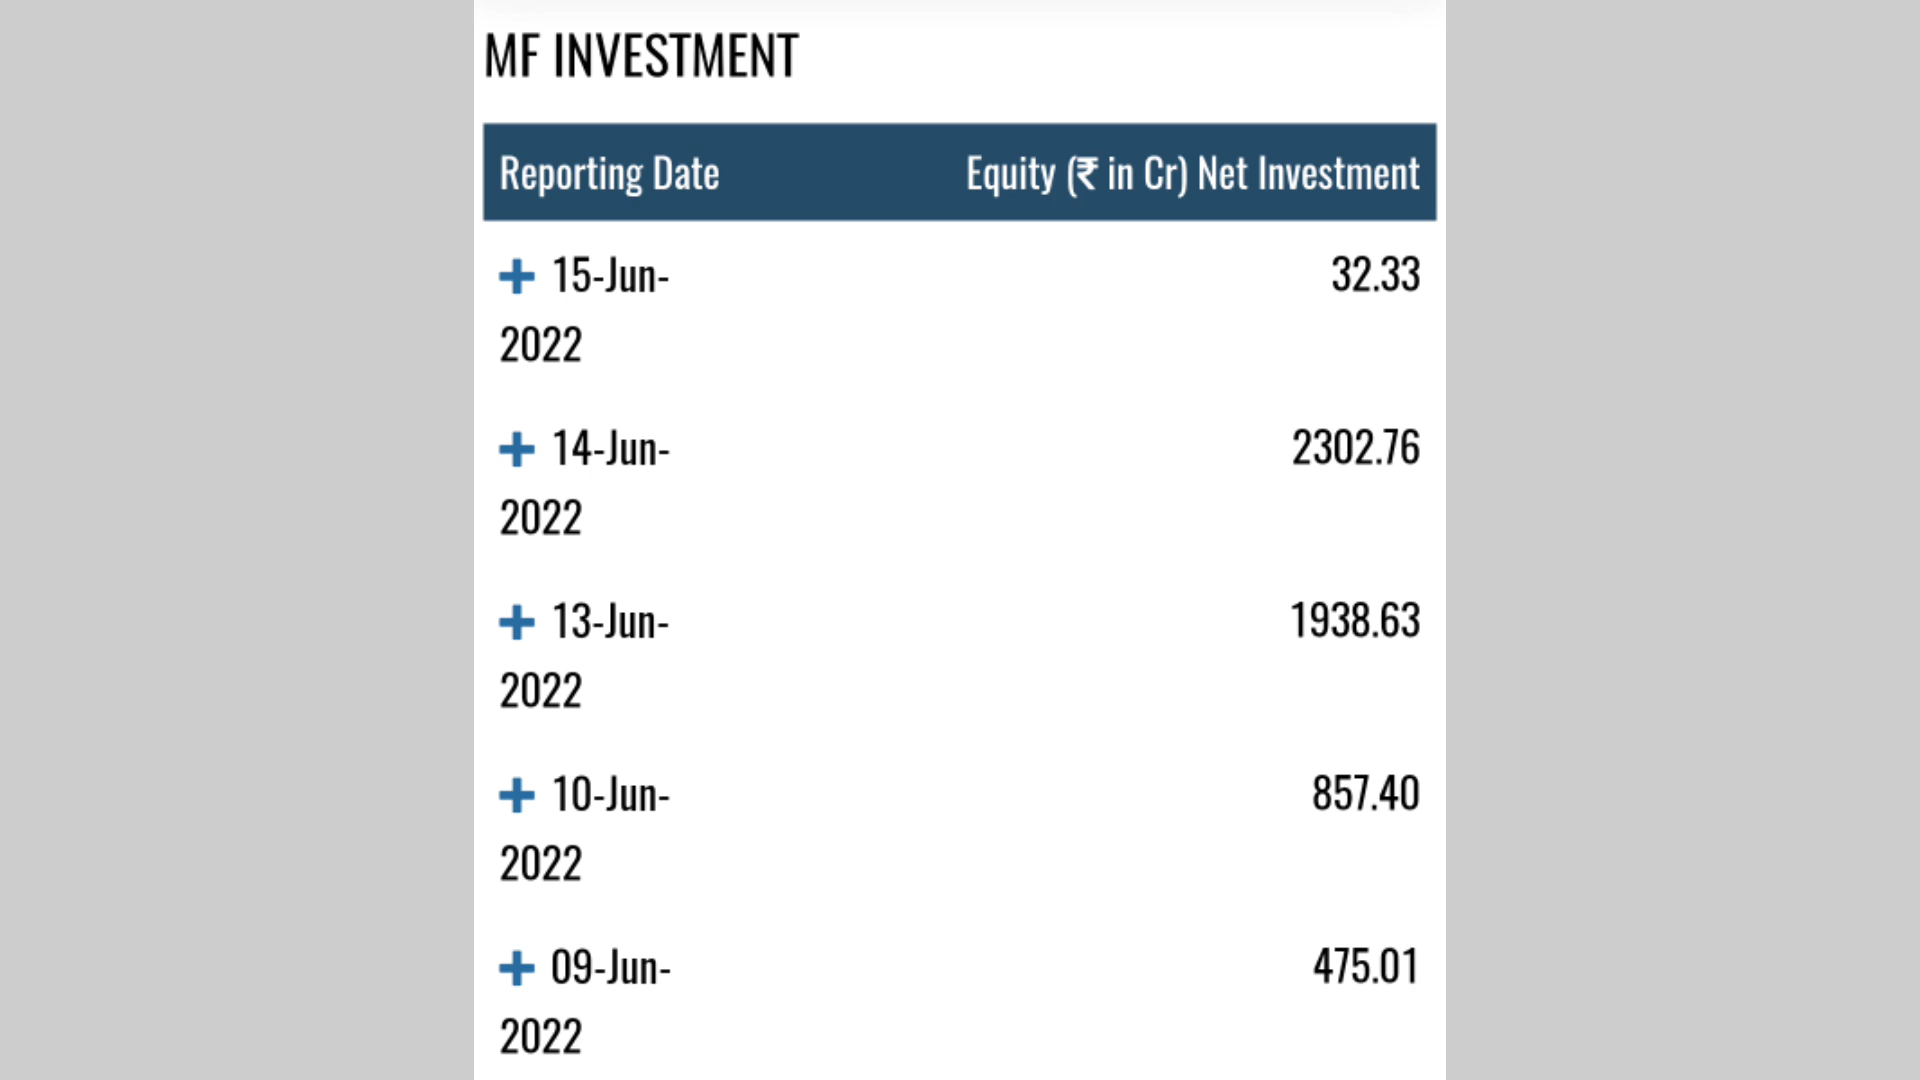 MF INVESTMENT
Reporting Date Equity (₹ in Cr) Net Investment
15-Jun- 32.33
2022
14-Jun- 2302.76
2022
13-Jun- 1938.63
2022
10-Jun- 857.40
2022
09-Jun- 475.01
2022